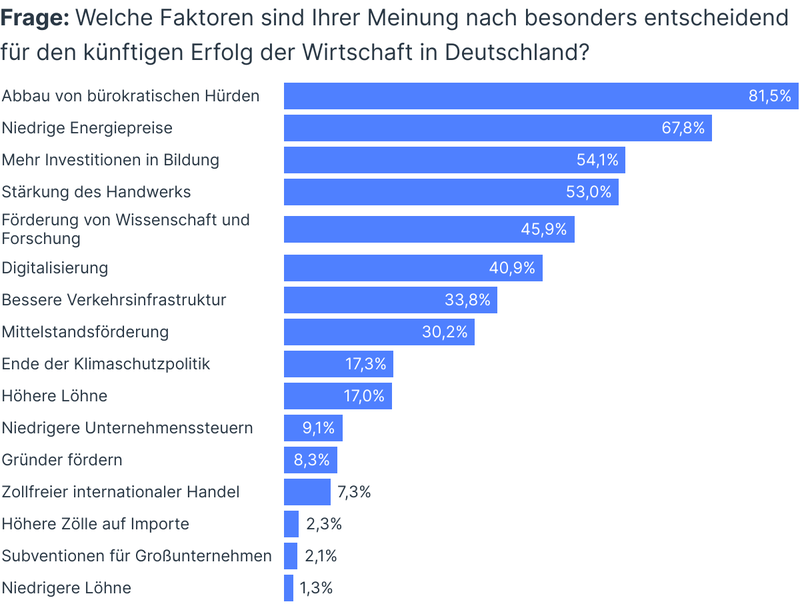 Frage: Welche Faktoren sind Ihrer Meinung nach besonders entscheidend
für den künftigen Erfolg der Wirtschaft in Deutschland?
Abbau von bürokratischen Hürden 81,5%
Niedrige Energiepreise 67,8%
Mehr Investitionen in Bildung 54,1%
Stärkung des Handwerks 53,0%
Förderung von Wissenschaft und
Forschung 45,9%
Digitalisierung 40,9%
Bessere Verkehrsinfrastruktur 33,8%
Mittelstandsförderung 30,2%
Ende der Klimaschutzpolitik 17,3%
Höhere Löhne 17,0%
Niedrigere Unternehmenssteuern 9,1%
Gründer fördern 8,3%
Zollfreier internationaler Handel 7,3%
Höhere Zölle auf Importe 2,3%
Subventionen für Großunternehmen 2,1%
Niedrigere Löhne 1,3%